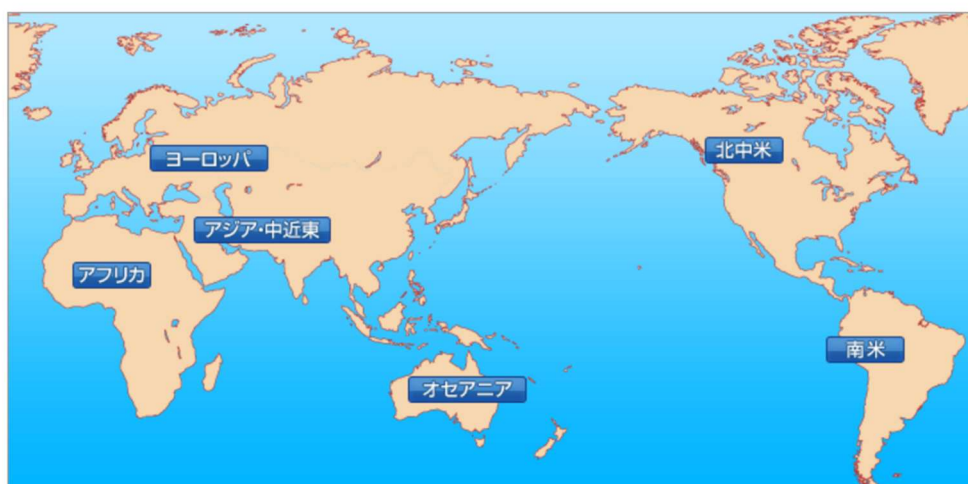 ヨーロッパ
北中米
アジア・中近東
アフリカ
南米
オセアニア